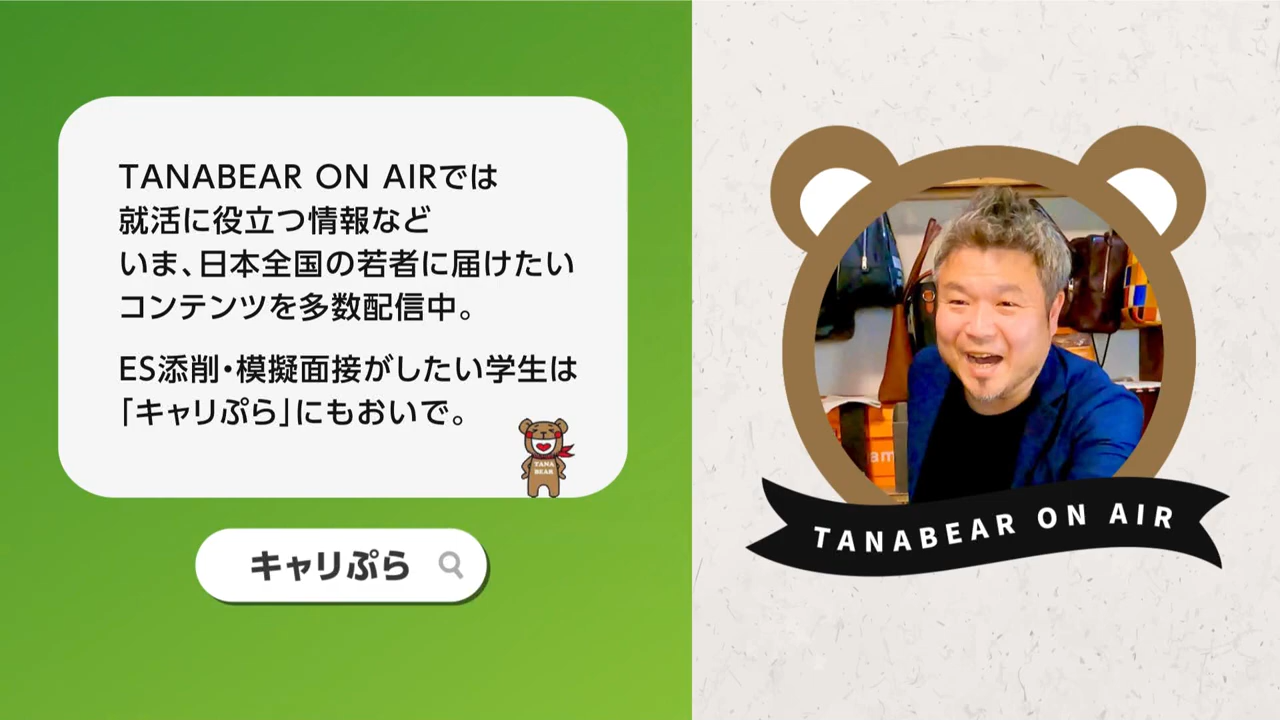 TANABEAR ON AIRでは
就活に役立つ情報など
いま、日本全国の若者に届けたい
コンテンツを多数配信中。
ES添削・模擬面接がしたい学生は
「キャリぷら」にもおいで。
TANA
BEAR
キャリぷら
am
TANABEAR ON AIR